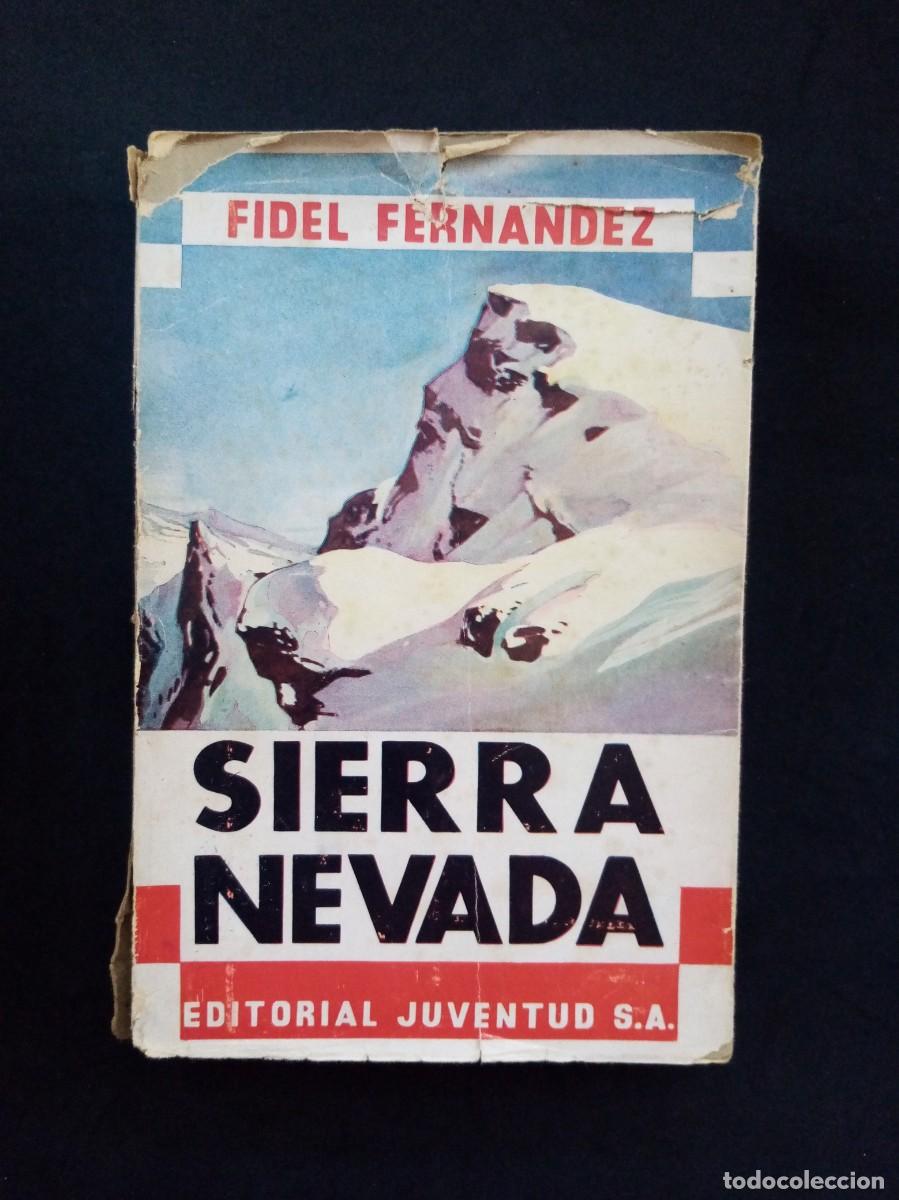 FIDEL FERNANDEZ
SIERRA
NEVADA
EDITORIAL JUVENTUD S.A.
todocoleccion